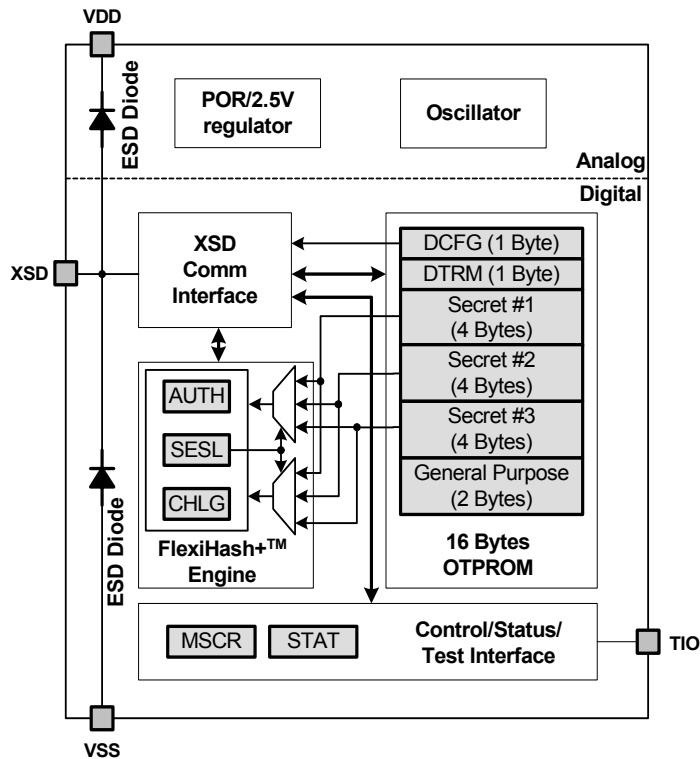 VDD
ESD Diode
POR/2.5V
regulator
Oscillator
Analog
Digital
XSD
XSD
Comm
Interface
DCFG (1 Byte)
DTRM (1 Byte)
Secret #1
(4 Bytes)
Secret #2
(4 Bytes)
Secret #3
(4 Bytes)
General Purpose
(2 Bytes)
16 Bytes
OTPROM
AUTH
SESL
CHLG
FlexiHash+TM
Engine
ESD Diode
MSCR
STAT
Control/Status/
Test Interface
TIO
VSS